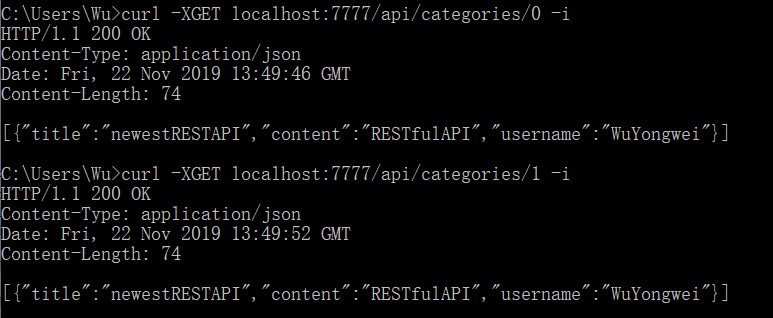 C:\Users\Wu>curl -XGET localhost:7777/api/categories/0 -i
HTTP/1.1 200 OK
Content-Type: application/json
Date: Fri, 22 Nov 2019 13:49:46 GMT
Content-Length: 74
[{"title":"newestRESTAPI","content":"RESTfulAPI","username":"WuYongwei"}]
C:\Users\Wu>curl -XGET localhost:7777/api/categories/1 -i
HTTP/1.1 200 OK
Content-Type: application/json
Date: Fri, 22 Nov 2019 13:49:52 GMT
Content-Length: 74
[{"title":"newestRESTAPI","content":"RESTfulAPI","username":"WuYongwei"}]